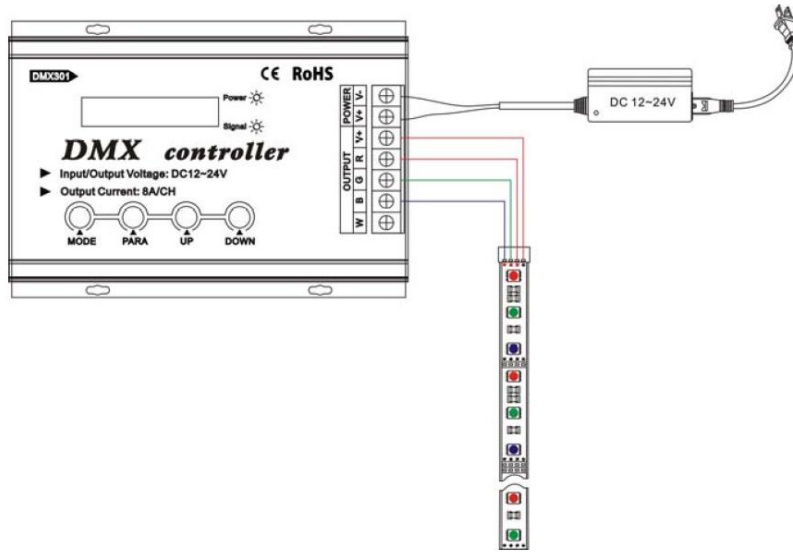 DMX301
CE RoHS
Power
Signal
DMX controller
Input/Output Voltage: DC12~24V
Output Current: 8A/CH
MODE PARA UP DOWN
POWER
V-
V+
OUTPUT
V+
R
G
B
W
DC 12~24V